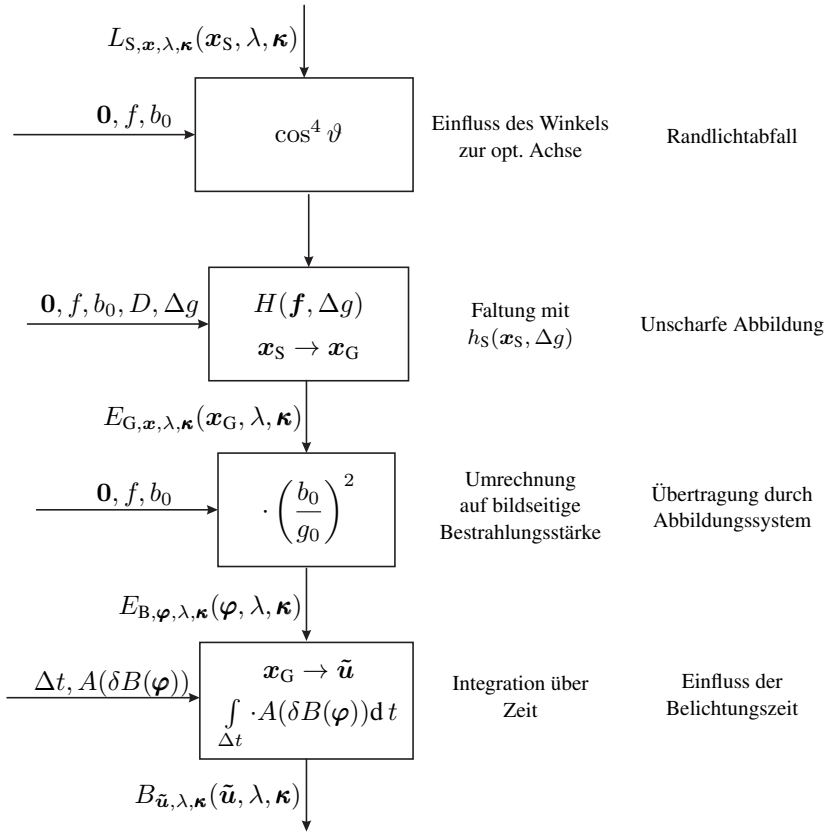 L_{S,𝒙,λ,𝜿}(𝒙_S, λ, 𝜿)
𝟎, f, b_0
cos^4 ϑ
Einfluss des Winkels
zur opt. Achse
Randlichtabfall
𝟎, f, b_0, D, Δg
H(𝒇, Δg)
𝒙_S → 𝒙_G
Faltung mit
h_S(𝒙_S, Δg)
Unscharfe Abbildung
E_{G,𝒙,λ,𝜿}(𝒙_G, λ, 𝜿)
𝟎, f, b_0
· (b_0/g_0)^2
Umrechnung
auf bildseitige
Bestrahlungsstärke
Übertragung durch
Abbildungssystem
E_{B,𝝋,λ,𝜿}(𝝋, λ, 𝜿)
Δt, A(δB(𝝋))
𝒙_G → 𝒖̃
∫_{Δt} ·A(δB(𝝋))d t
Integration über
Zeit
Einfluss der
Belichtungszeit
B_{𝒖̃,λ,𝜿}(𝒖̃, λ, 𝜿)